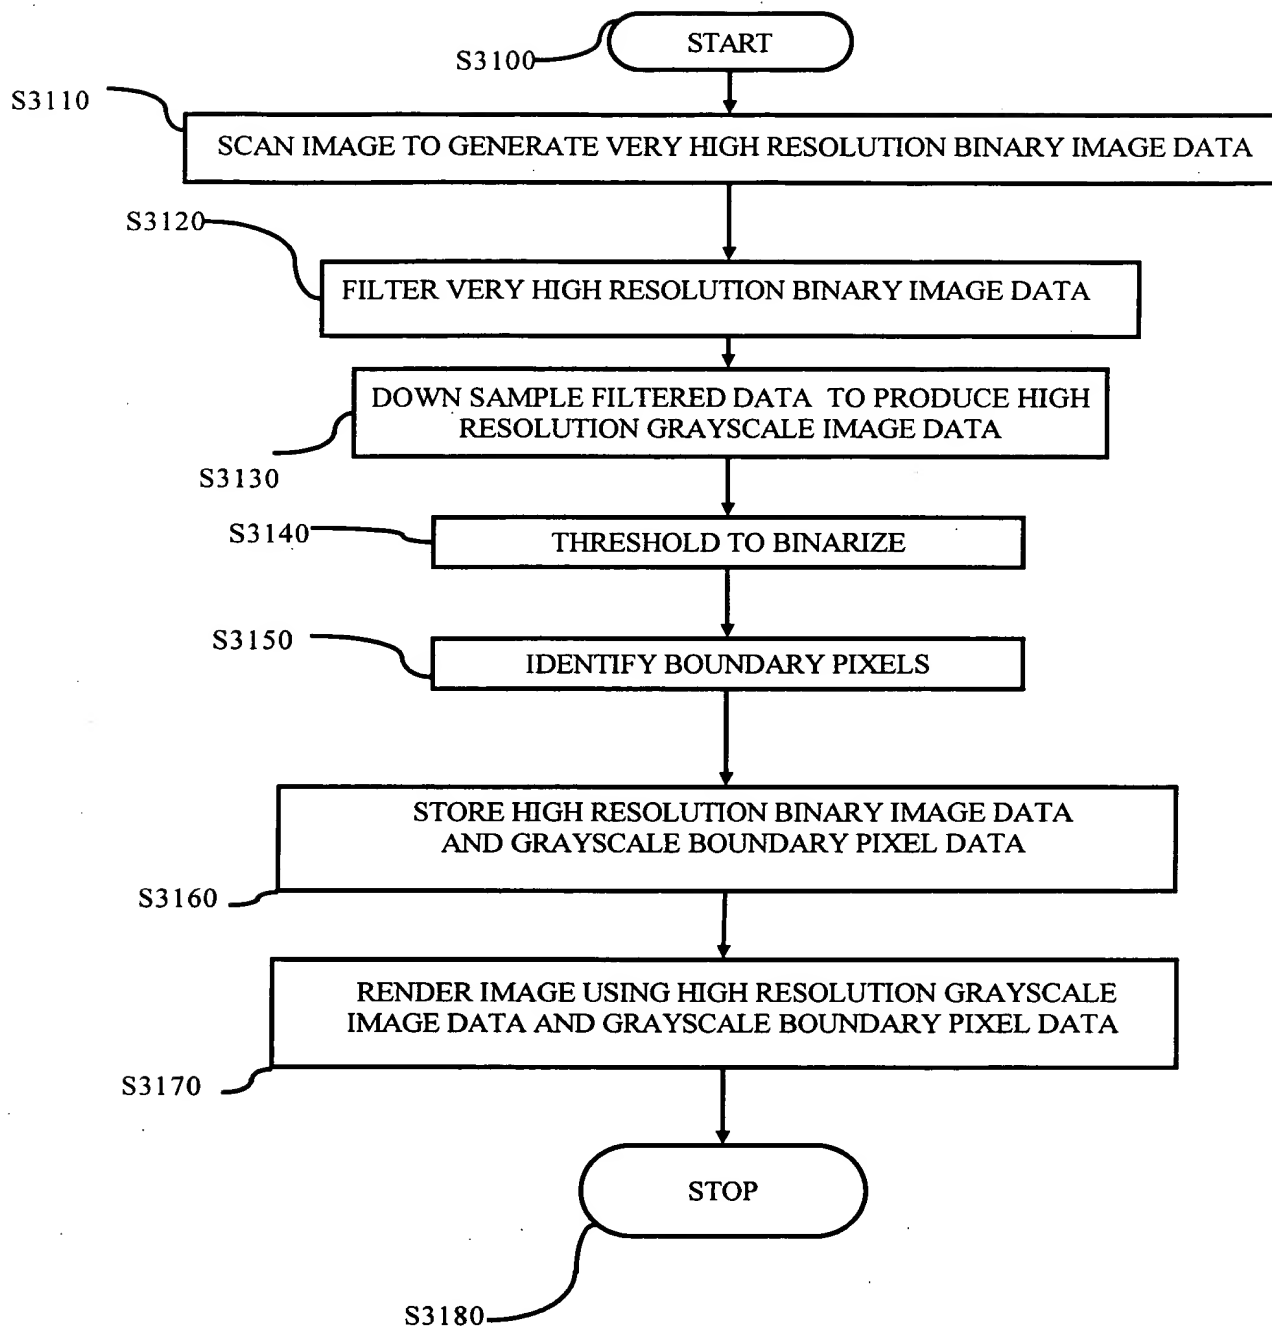 START
S3100
S3110
SCAN IMAGE TO GENERATE VERY HIGH RESOLUTION BINARY IMAGE DATA
S3120
FILTER VERY HIGH RESOLUTION BINARY IMAGE DATA
DOWN SAMPLE FILTERED DATA TO PRODUCE HIGH
RESOLUTION GRAYSCALE IMAGE DATA
S3130
S3140
THRESHOLD TO BINARIZE
S3150
IDENTIFY BOUNDARY PIXELS
STORE HIGH RESOLUTION BINARY IMAGE DATA
AND GRAYSCALE BOUNDARY PIXEL DATA
S3160
RENDER IMAGE USING HIGH RESOLUTION GRAYSCALE
IMAGE DATA AND GRAYSCALE BOUNDARY PIXEL DATA
S3170
STOP
S3180